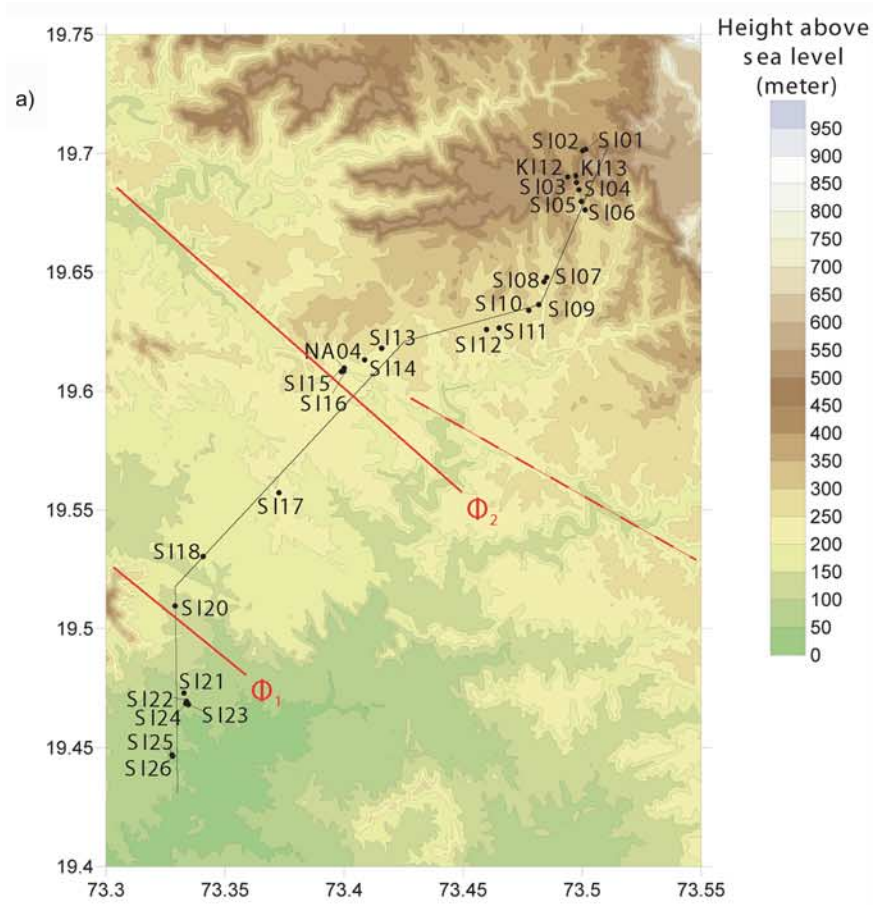 a)
Height above
sea level
(meter)
950
900
850
800
750
700
650
600
550
500
450
400
350
300
250
200
150
100
50
0
19.75
19.7
19.65
19.6
19.55
19.5
19.45
19.4
73.3
73.35
73.4
73.45
73.5
73.55
SI02 SI01
KI12 KI13
SI03 SI04
SI05 SI06
SI08 SI07
SI10 SI09
SI12 SI11
SI13
NA04
SI14
SI15
SI16
SI17
Φ2
SI18
SI20
SI21
Φ1
SI22
SI24 SI23
SI25
SI26